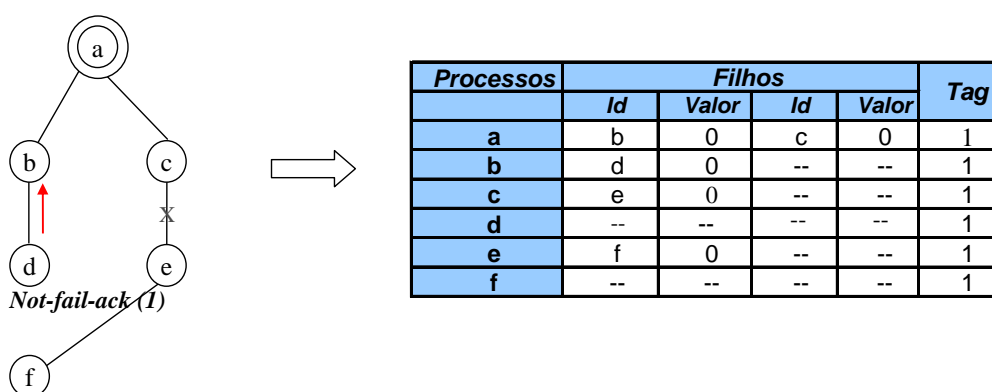 a
b
c
X
d
e
Not-fail-ack (1)
f
Processos Filhos Tag
Id Valor Id Valor
a b 0 c 0 1
b d 0 -- -- 1
c e 0 -- -- 1
d -- -- -- -- 1
e f 0 -- -- 1
f -- -- -- -- 1